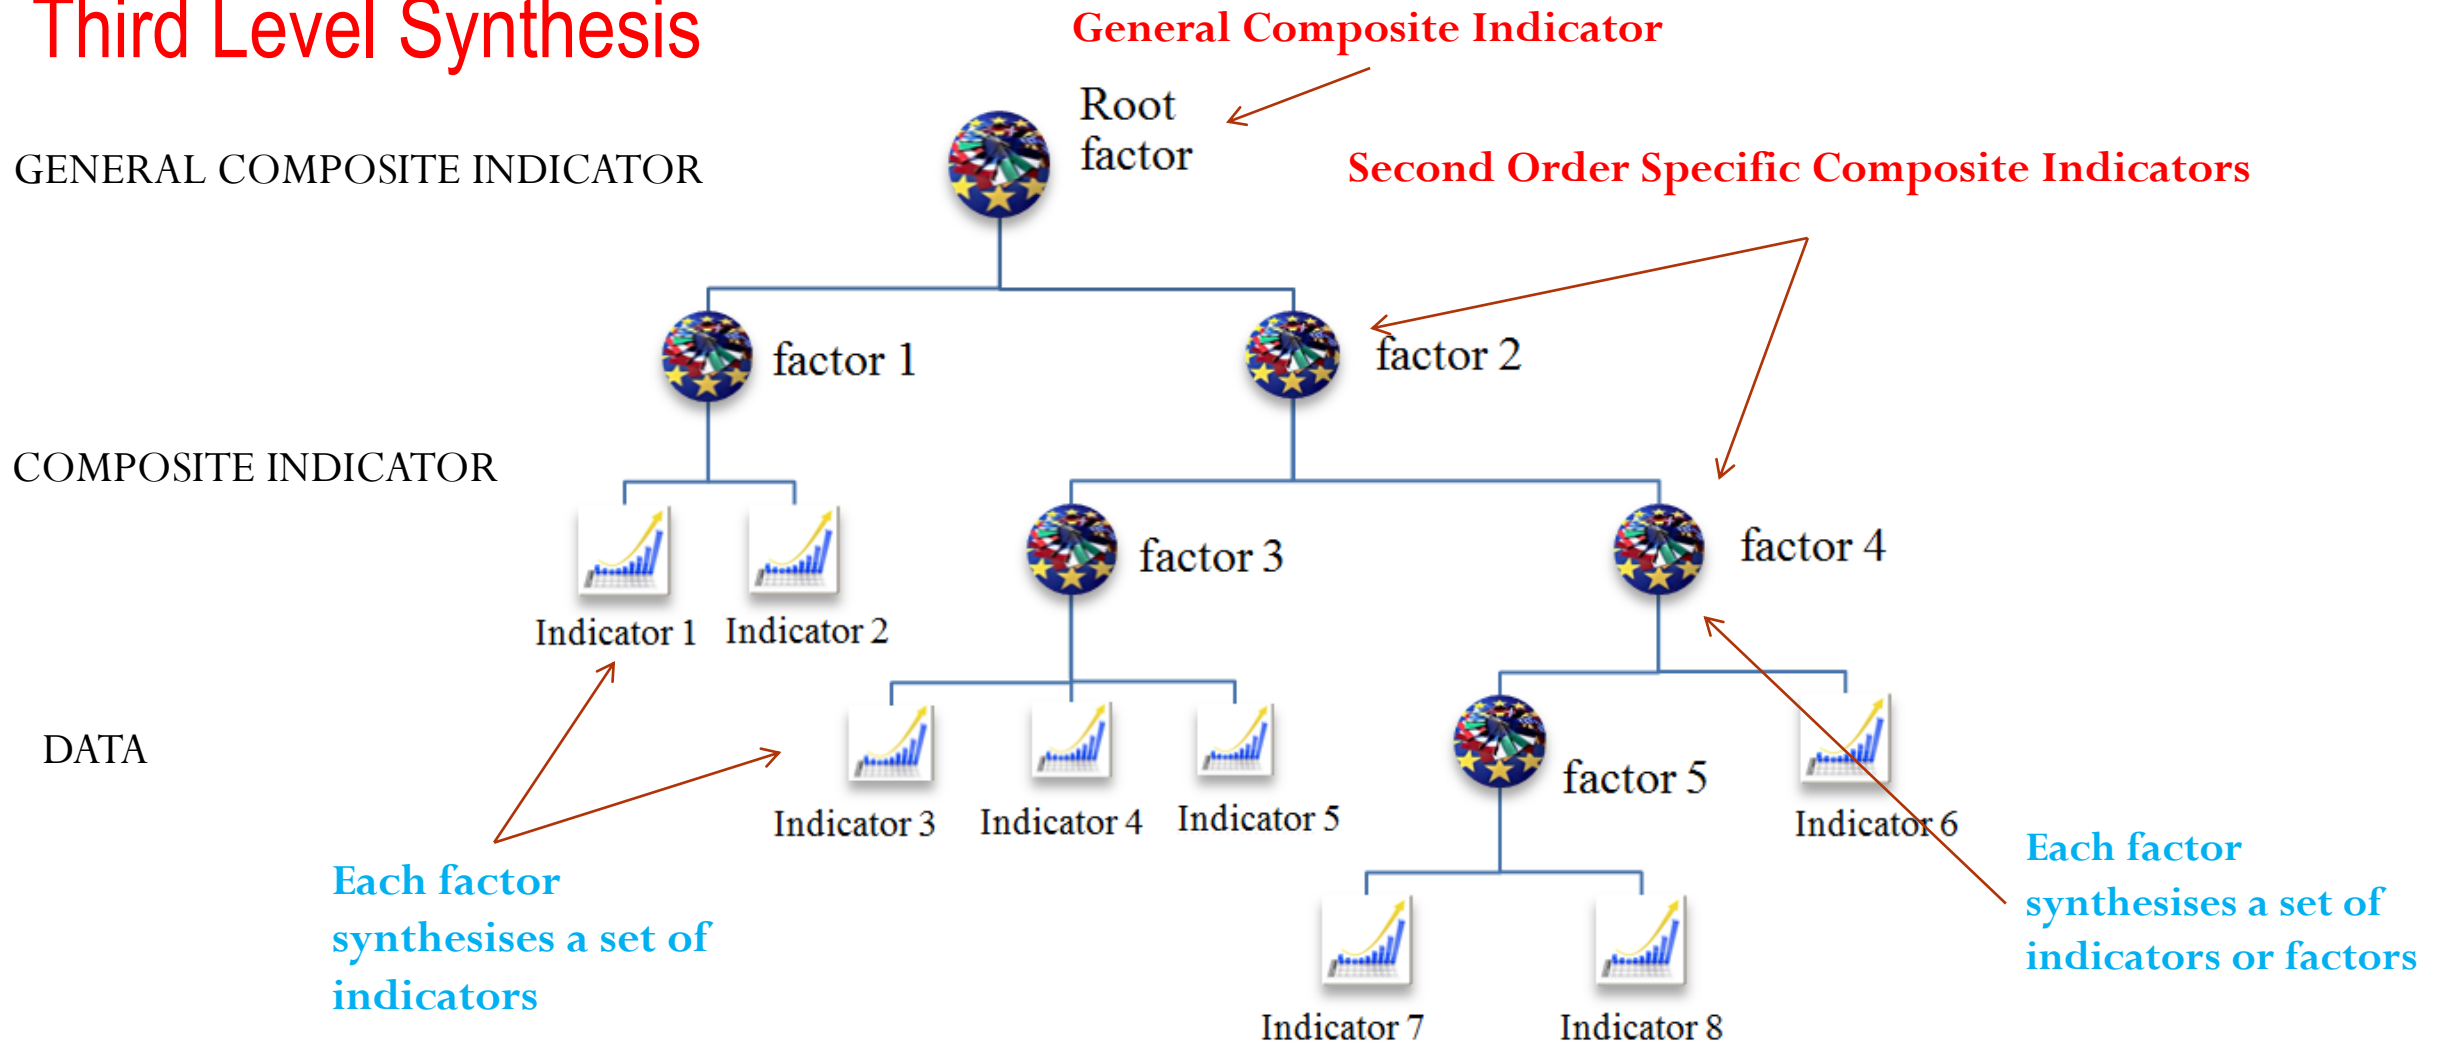 Third Level Synthesis
General Composite Indicator
Root
factor
GENERAL COMPOSITE INDICATOR
Second Order Specific Composite Indicators
factor 1
factor 2
COMPOSITE INDICATOR
factor 3
factor 4
Indicator 1
Indicator 2
DATA
factor 5
Indicator 3
Indicator 4
Indicator 5
Indicator 6
Each factor
synthesises a set of
indicators
Each factor
synthesises a set of
indicators or factors
Indicator 7
Indicator 8